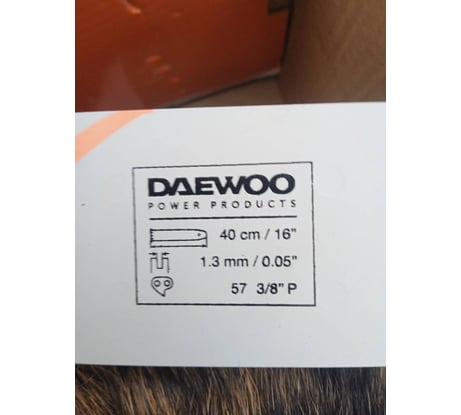 DAEWOO
POWER PRODUCTS
40 cm / 16"
1.3 mm / 0.05"
57 3/8" P